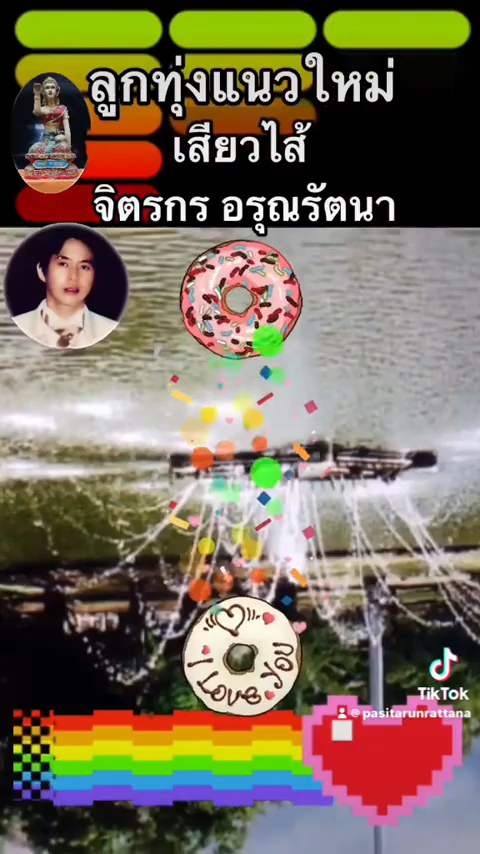 ลูกทุ่งแนวใหม่
เสียวไส้
จิตรกร อรุณรัตนา
I Love you
TikTok
@pasitarunrattana